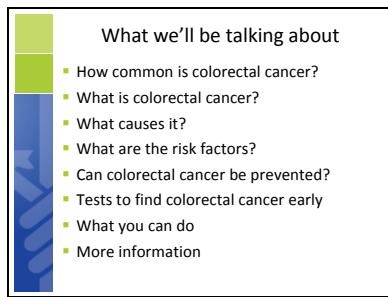 What we'll be talking about
▪ How common is colorectal cancer?
▪ What is colorectal cancer?
▪ What causes it?
▪ What are the risk factors?
▪ Can colorectal cancer be prevented?
▪ Tests to find colorectal cancer early
▪ What you can do
▪ More information